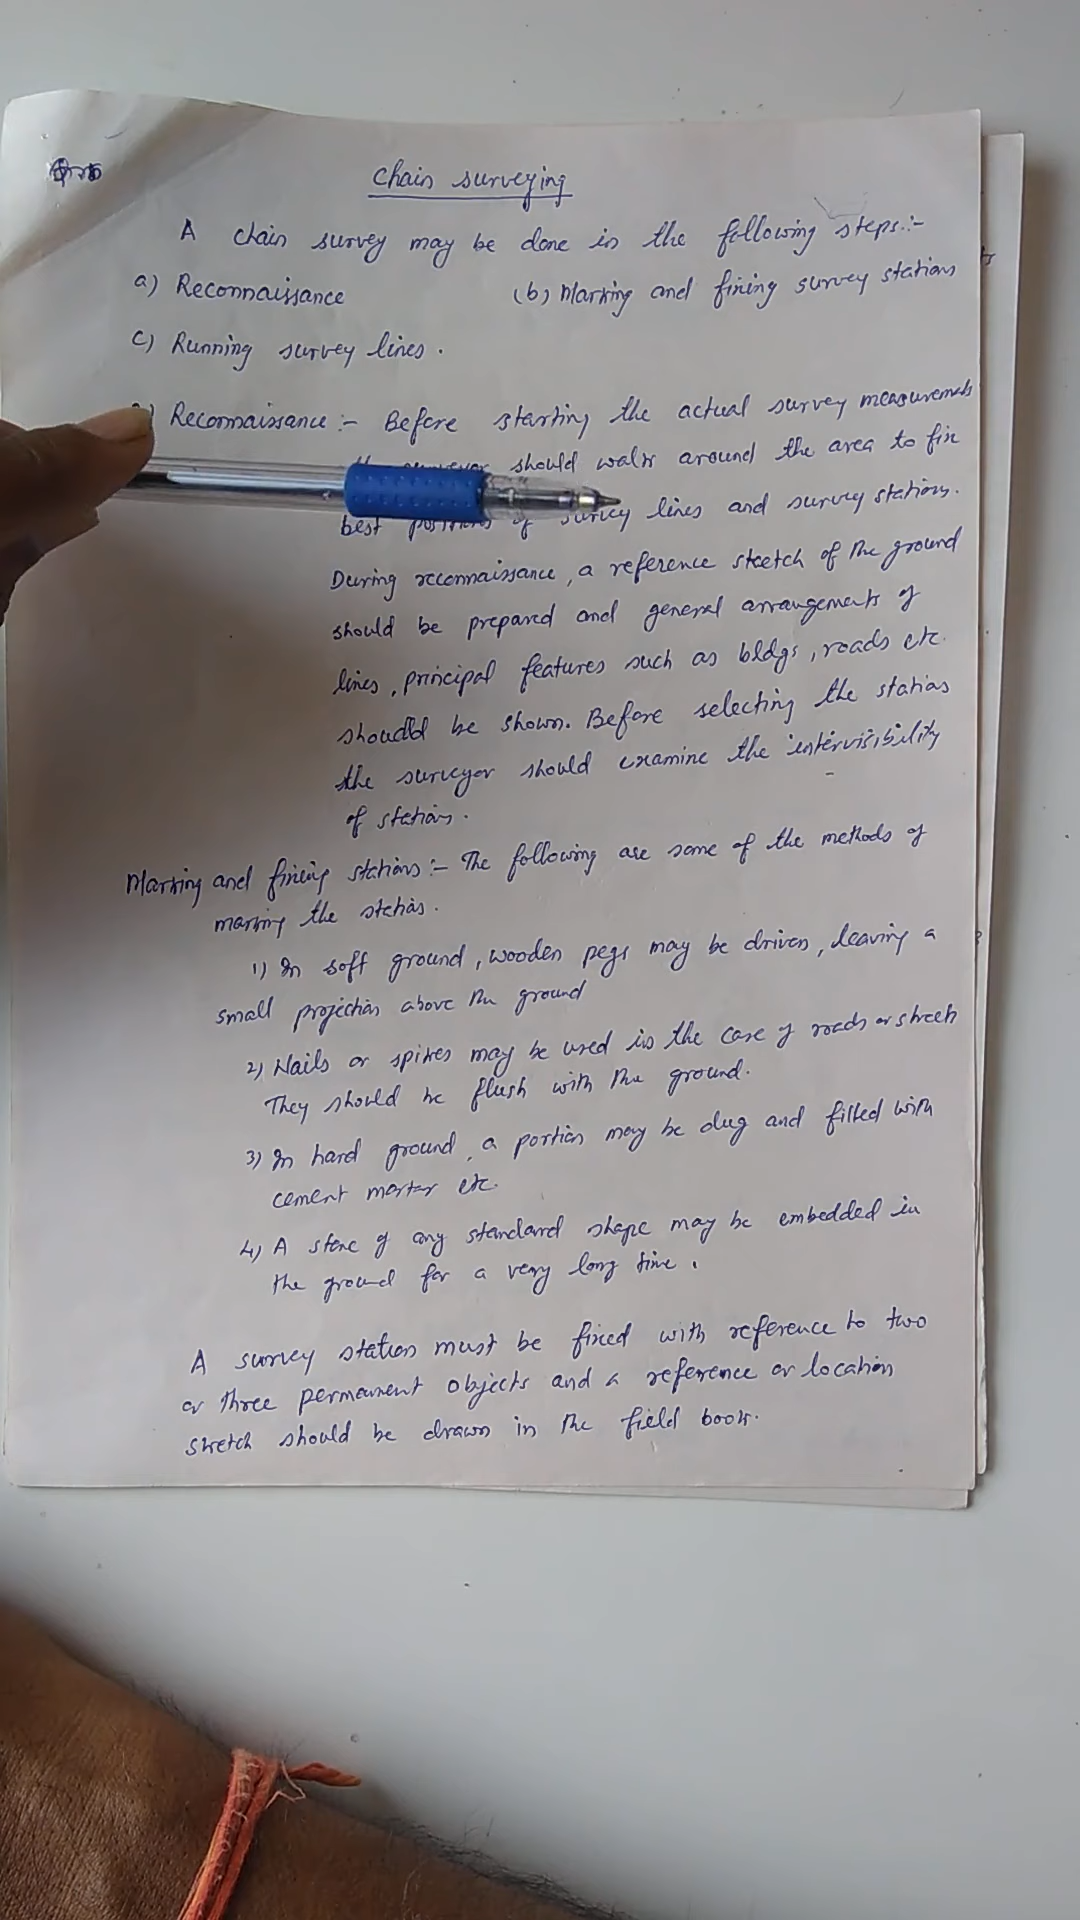 Chain surveying
A chain survey may be done in the following steps:-
a) Reconnaissance (b) Marking and fixing survey stations
c) Running survey lines.
Reconnaissance :- Before starting the actual survey measurements
should walk around the area to fix
best positions of survey lines and survey stations.
During reconnaissance, a reference sketch of the ground
should be prepared and general arrangements of
lines, principal features such as bldgs, roads etc.
should be shown. Before selecting the stations
the surveyor should examine the intervisibility
of stations.
Marking and fixing stations :- The following are some of the methods of
marking the stations.
1) In soft ground, wooden pegs may be driven, leaving a
small projection above the ground
2) Nails or spikes may be used in the case of roads or streets
They should be flush with the ground.
3) In hard ground, a portion may be dug and filled with
cement mortar etc.
4) A stone of any standard shape may be embedded in
the ground for a very long time.
A survey station must be fixed with reference to two
or three permanent objects and a reference or location
sketch should be drawn in the field book.